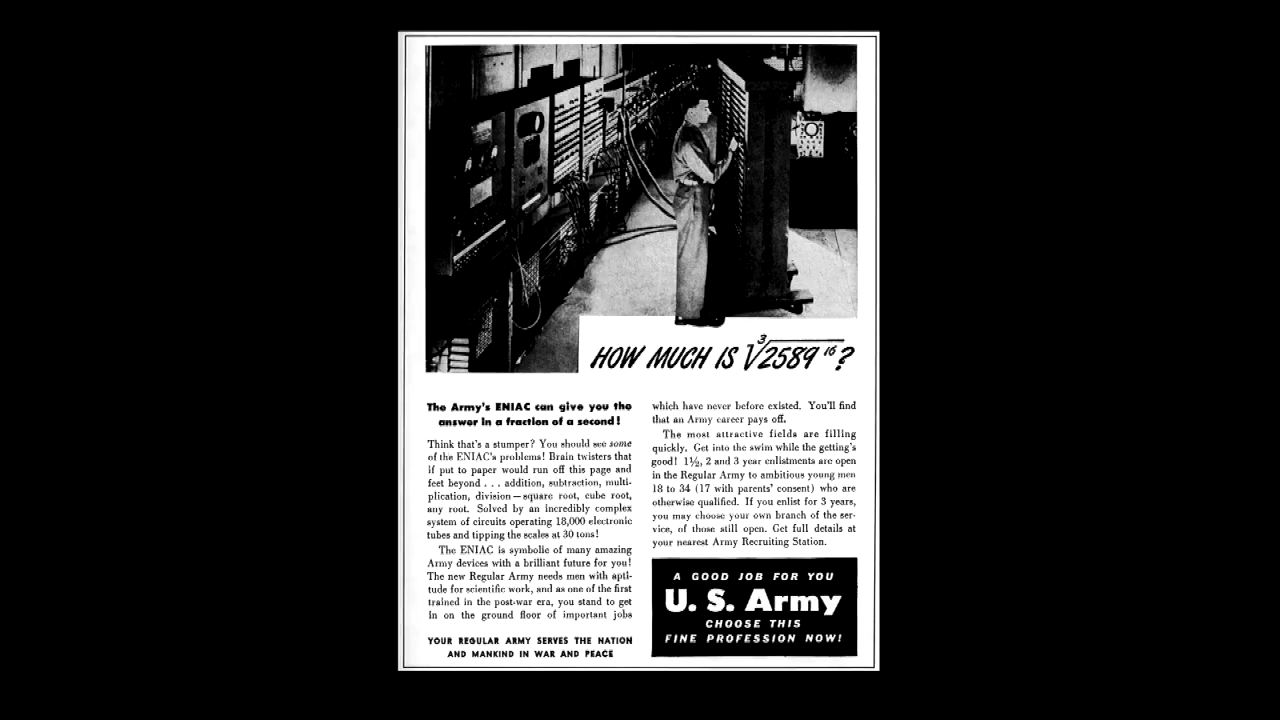 HOW MUCH IS ∛2589 16?
The Army's ENIAC can give you the
answer in a fraction of a second!
Think that's a stumper? You should see some
of the ENIAC's problems! Brain twisters that
if put to paper would run off this page and
feet beyond . . . addition, subtraction, multi-
plication, division—square root, cube root,
any root. Solved by an incredibly complex
system of circuits operating 18,000 electronic
tubes and tipping the scales at 30 tons!
The ENIAC is symbolic of many amazing
Army devices with a brilliant future for you!
The new Regular Army needs men with apti-
tude for scientific work, and as one of the first
trained in the post-war era, you stand to get
in on the ground floor of important jobs
YOUR REGULAR ARMY SERVES THE NATION
AND MANKIND IN WAR AND PEACE
which have never before existed. You'll find
that an Army career pays off.
The most attractive fields are filling
quickly. Get into the swim while the getting's
good! 1½, 2 and 3 year enlistments are open
in the Regular Army to ambitious young men
18 to 34 (17 with parents' consent) who are
otherwise qualified. If you enlist for 3 years,
you may choose your own branch of the ser-
vice, of those still open. Get full details at
your nearest Army Recruiting Station.
A GOOD JOB FOR YOU
U. S. Army
CHOOSE THIS
FINE PROFESSION NOW!